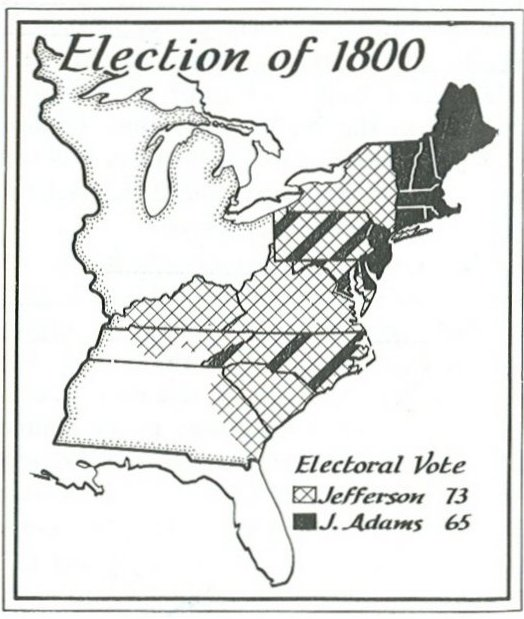 Election of 1800
Electoral Vote
Jefferson 73
J. Adams 65